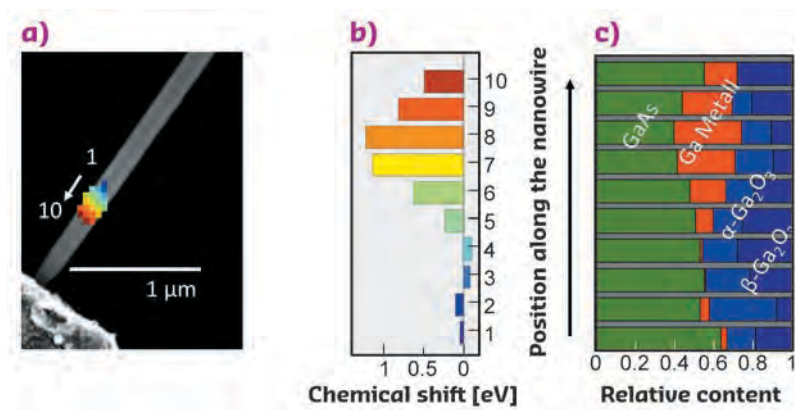 a)
1
10
1 µm
b)
10
9
8
7
6
5
4
3
2
1
1 0.5 0
Chemical shift [eV]
Position along the nanowire
c)
GaAs
Ga Metall
α-Ga₂O₃
β-Ga₂O₃
0 0.2 0.4 0.6 0.8 1
Relative content